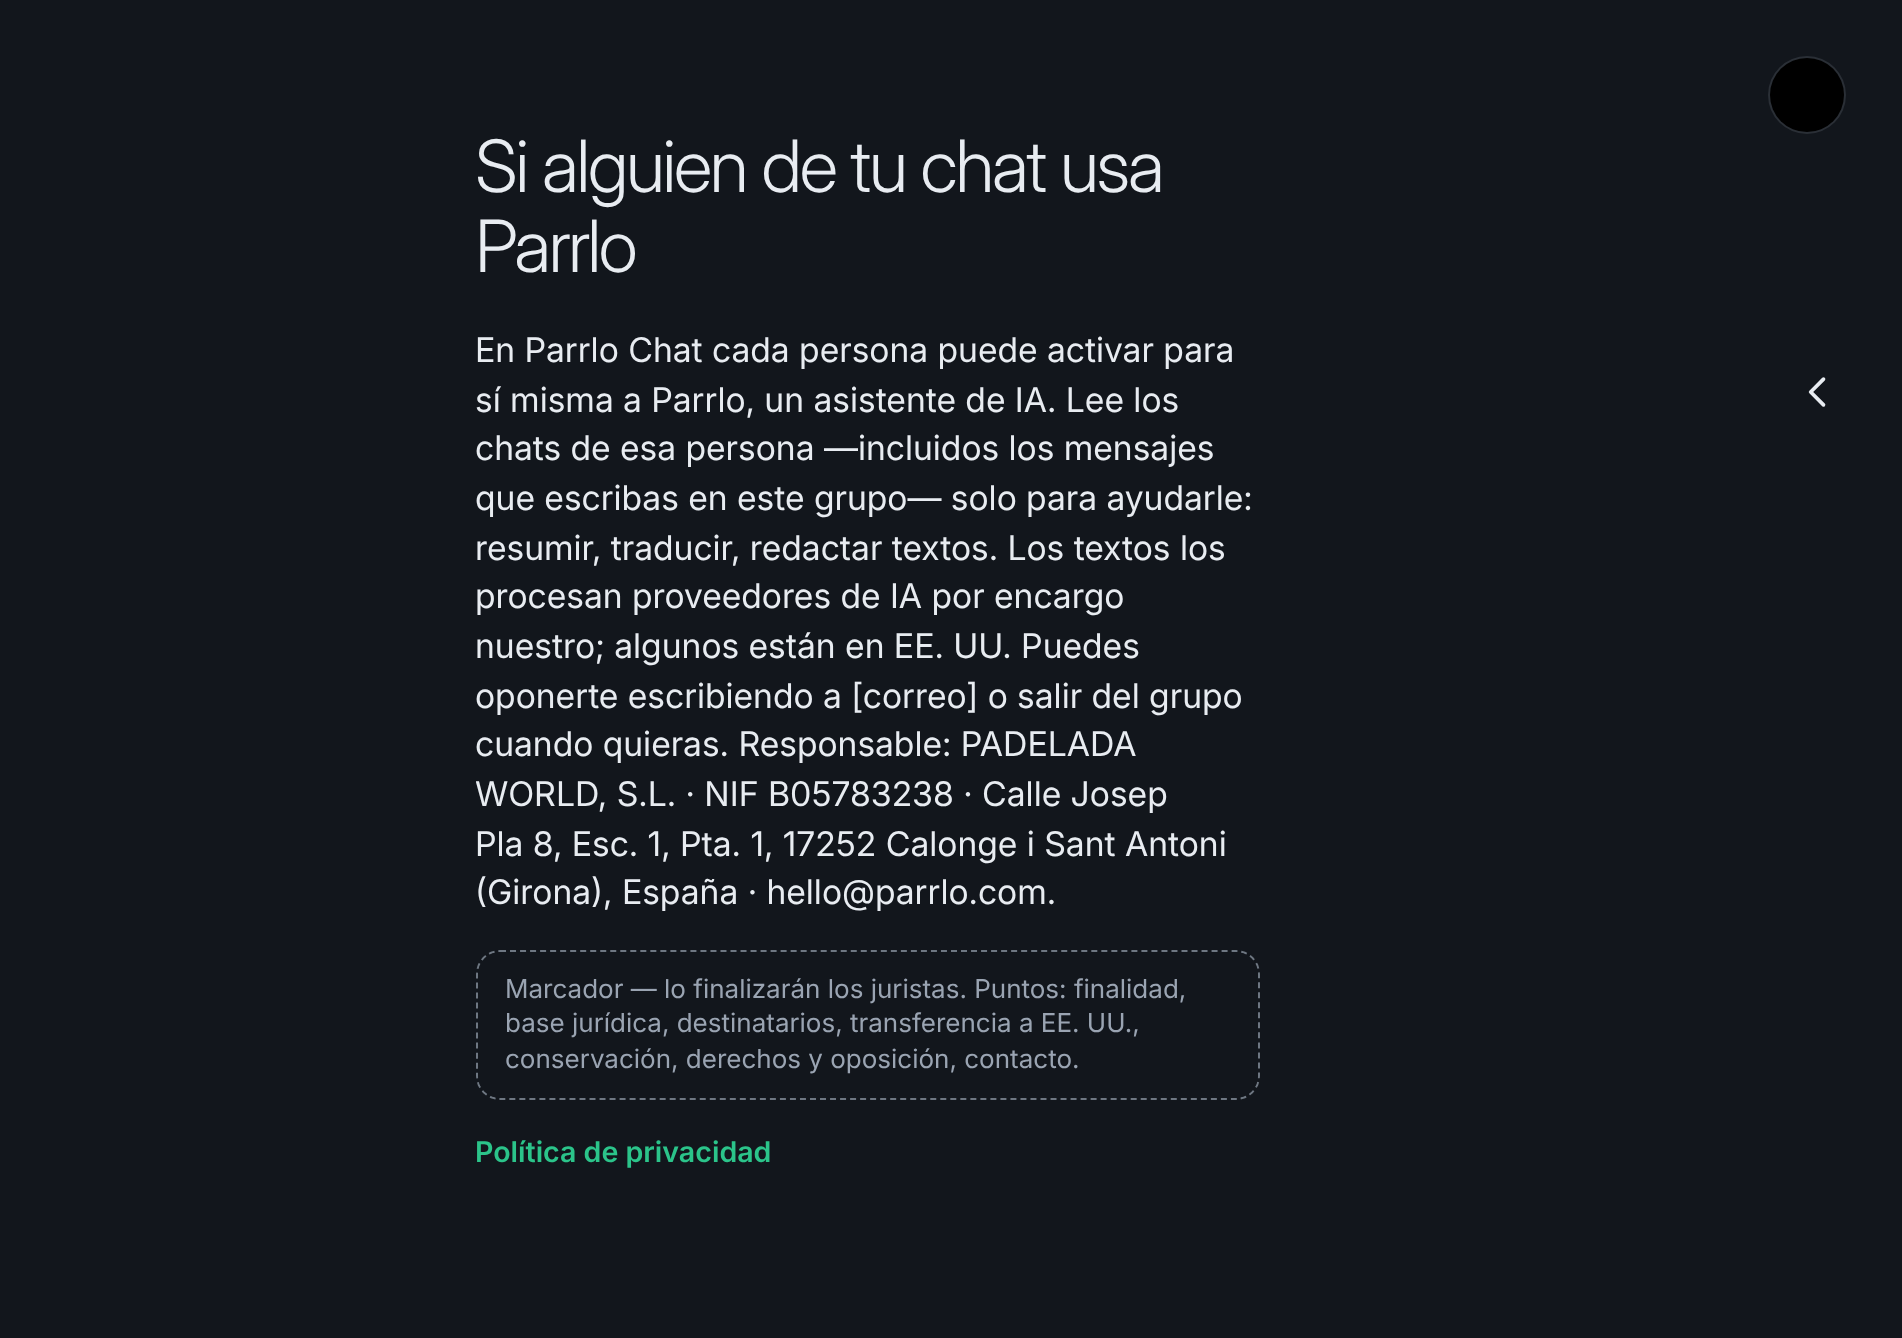 Si alguien de tu chat usa
Parrlo
En Parrlo Chat cada persona puede activar para
sí misma a Parrlo, un asistente de IA. Lee los
chats de esa persona —incluidos los mensajes
que escribas en este grupo— solo para ayudarle:
resumir, traducir, redactar textos. Los textos los
procesan proveedores de IA por encargo
nuestro; algunos están en EE. UU. Puedes
oponerte escribiendo a [correo] o salir del grupo
cuando quieras. Responsable: PADELADA
WORLD, S.L. · NIF B05783238 · Calle Josep
Pla 8, Esc. 1, Pta. 1, 17252 Calonge i Sant Antoni
(Girona), España · hello@parrlo.com.
Marcador — lo finalizarán los juristas. Puntos: finalidad,
base jurídica, destinatarios, transferencia a EE. UU.,
conservación, derechos y oposición, contacto.
Política de privacidad